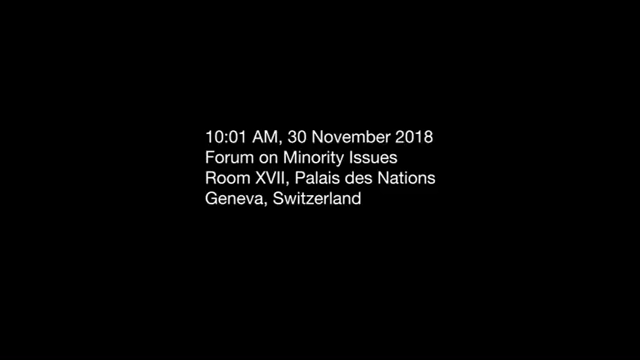 10:01 AM, 30 November 2018
Forum on Minority Issues
Room XVII, Palais des Nations
Geneva, Switzerland